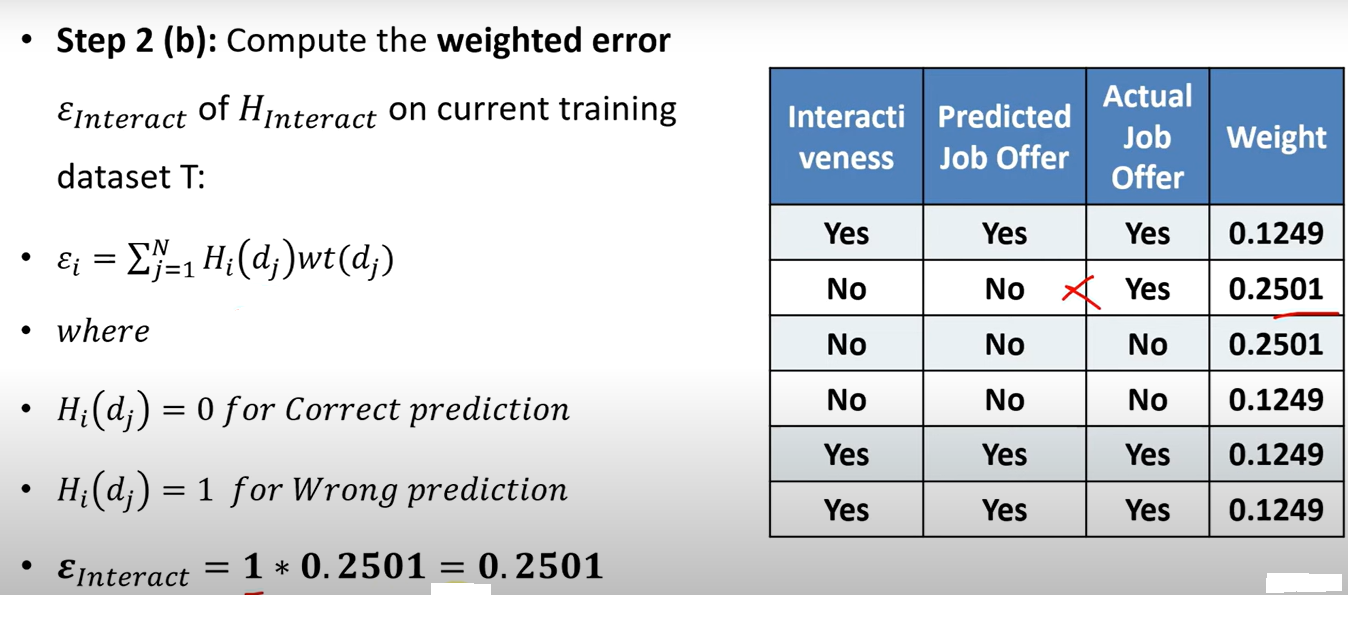 • Step 2 (b): Compute the weighted error
εInteract of HInteract on current training
dataset T:
• εi = ∑ᴺj=1 Hi(dj)wt(dj)
• where
• Hi(dj) = 0 for Correct prediction
• Hi(dj) = 1 for Wrong prediction
• εInteract = 1 * 0.2501 = 0.2501
Interacti
veness
Predicted
Job Offer
Actual
Job
Offer
Weight
Yes Yes Yes 0.1249
No No Yes 0.2501
No No No 0.2501
No No No 0.1249
Yes Yes Yes 0.1249
Yes Yes Yes 0.1249